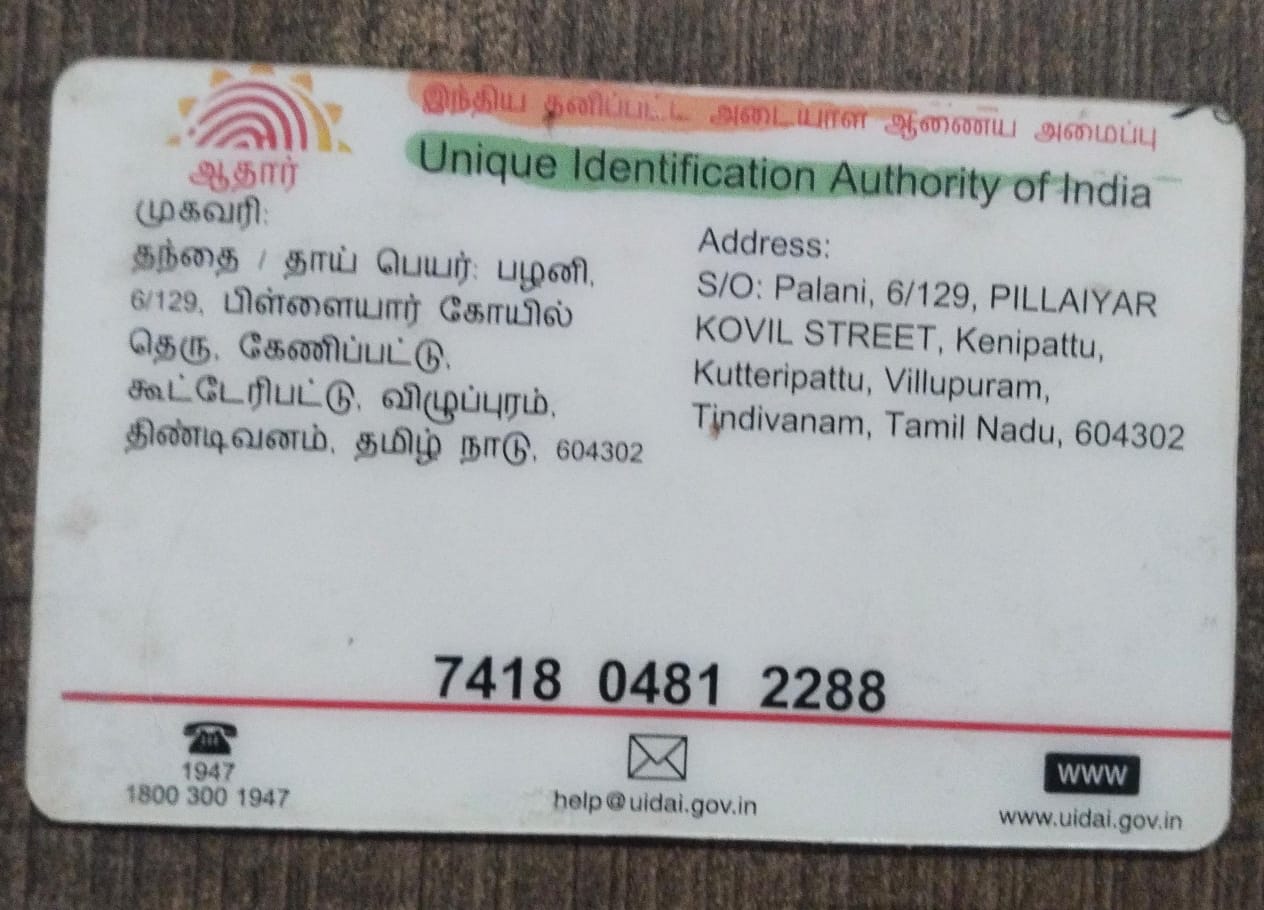 இந்திய தனிப்பட்ட அடையாள ஆணைய அமைப்பு
Unique Identification Authority of India
ஆதார்
முகவரி:
தந்தை / தாய் பெயர்: பழனி,
6/129, பிள்ளையார் கோயில்
தெரு, கேணிப்பட்டு,
கூட்டேரிபட்டு, விழுப்புரம்,
திண்டிவனம், தமிழ் நாடு, 604302
Address:
S/O: Palani, 6/129, PILLAIYAR
KOVIL STREET, Kenipattu,
Kutteripattu, Villupuram,
Tindivanam, Tamil Nadu, 604302
7418 0481 2288
1947
1800 300 1947
help@uidai.gov.in
www
www.uidai.gov.in